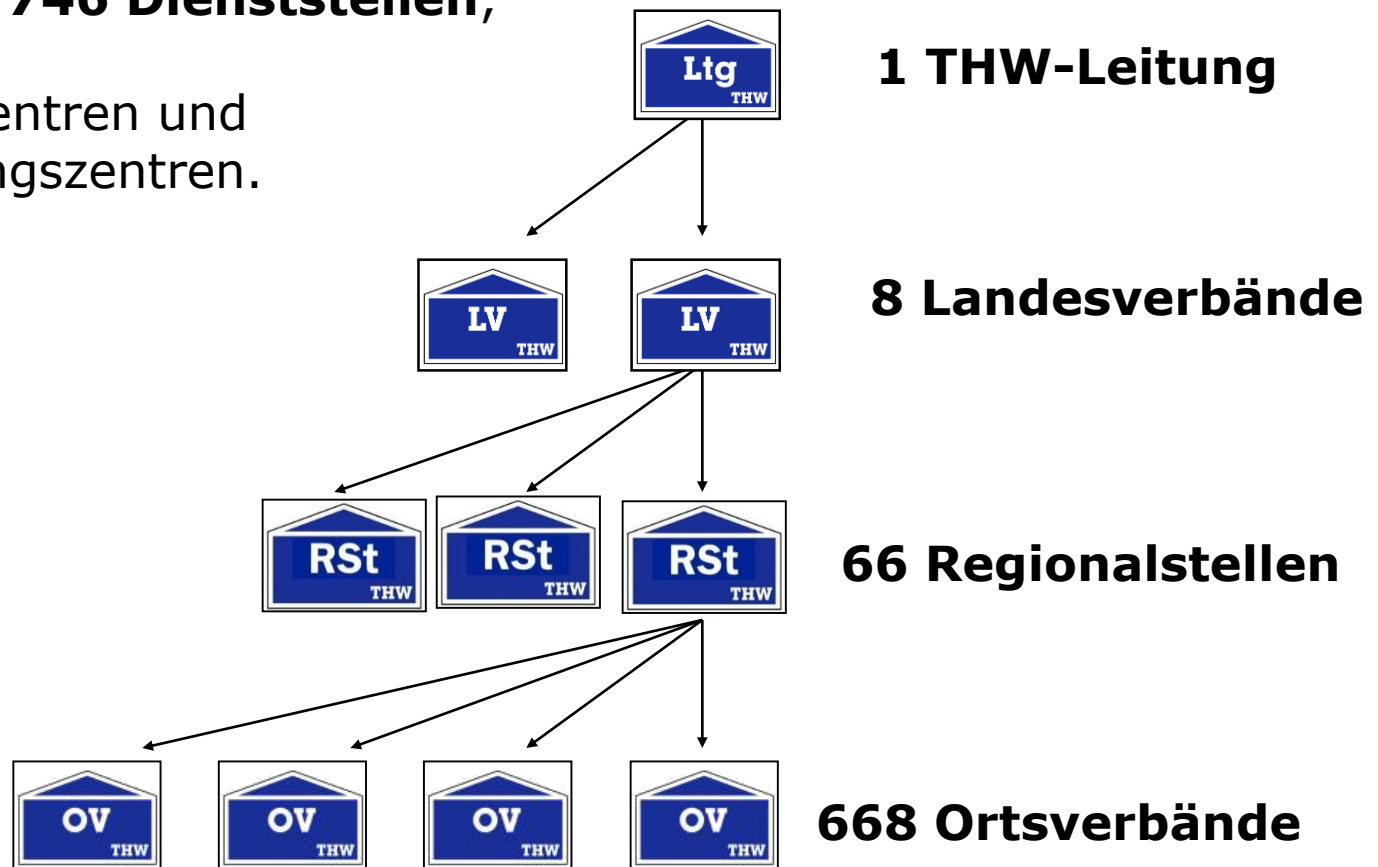 746 Dienststellen,
entren und
ngszentren.
Ltg
THW
1 THW-Leitung
LV
THW
LV
THW
8 Landesverbände
RSt
THW
RSt
THW
RSt
THW
66 Regionalstellen
OV
THW
OV
THW
OV
THW
OV
THW
668 Ortsverbände